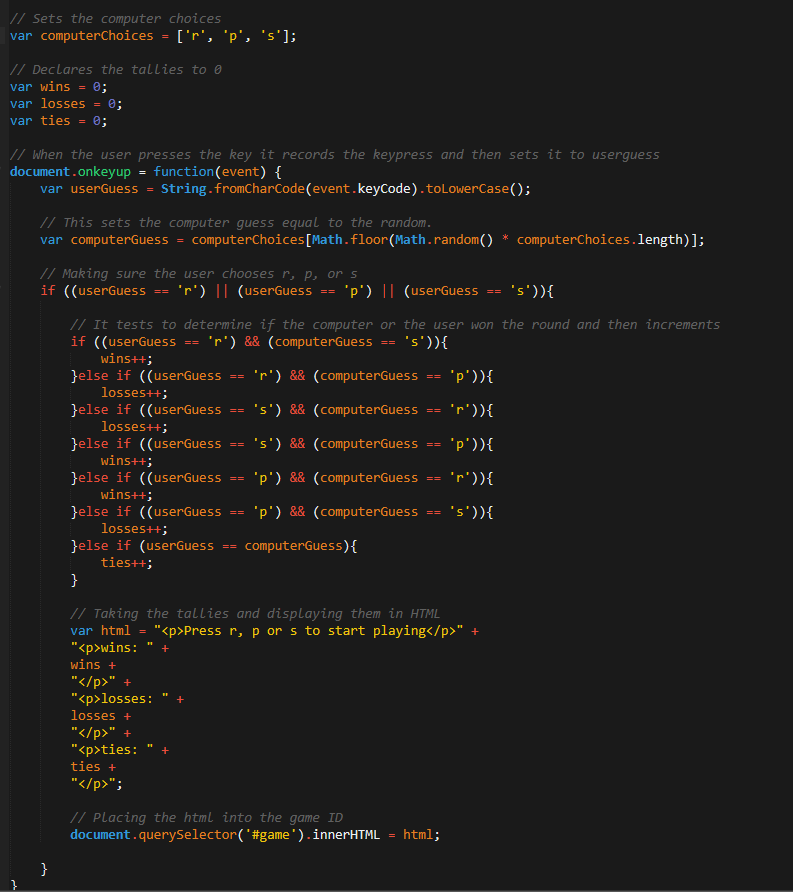 // Sets the computer choices
var computerChoices = ['r', 'p', 's'];

// Declares the tallies to 0
var wins = 0;
var losses = 0;
var ties = 0;

// When the user presses the key it records the keypress and then sets it to userguess
document.onkeyup = function(event) {
    var userGuess = String.fromCharCode(event.keyCode).toLowerCase();

    // This sets the computer guess equal to the random.
    var computerGuess = computerChoices[Math.floor(Math.random() * computerChoices.length)];

    // Making sure the user chooses r, p, or s
    if ((userGuess == 'r') || (userGuess == 'p') || (userGuess == 's')){

        // It tests to determine if the computer or the user won the round and then increments
        if ((userGuess == 'r') && (computerGuess == 's')){
            wins++;
        }else if ((userGuess == 'r') && (computerGuess == 'p')){
            losses++;
        }else if ((userGuess == 's') && (computerGuess == 'r')){
            losses++;
        }else if ((userGuess == 's') && (computerGuess == 'p')){
            wins++;
        }else if ((userGuess == 'p') && (computerGuess == 'r')){
            wins++;
        }else if ((userGuess == 'p') && (computerGuess == 's')){
            losses++;
        }else if (userGuess == computerGuess){
            ties++;
        }

        // Taking the tallies and displaying them in HTML
        var html = "<p>Press r, p or s to start playing</p>" +
        "<p>wins: " +
        wins +
        "</p>" +
        "<p>losses: " +
        losses +
        "</p>" +
        "<p>ties: " +
        ties +
        "</p>";

        // Placing the html into the game ID
        document.querySelector('#game').innerHTML = html;

    }
}